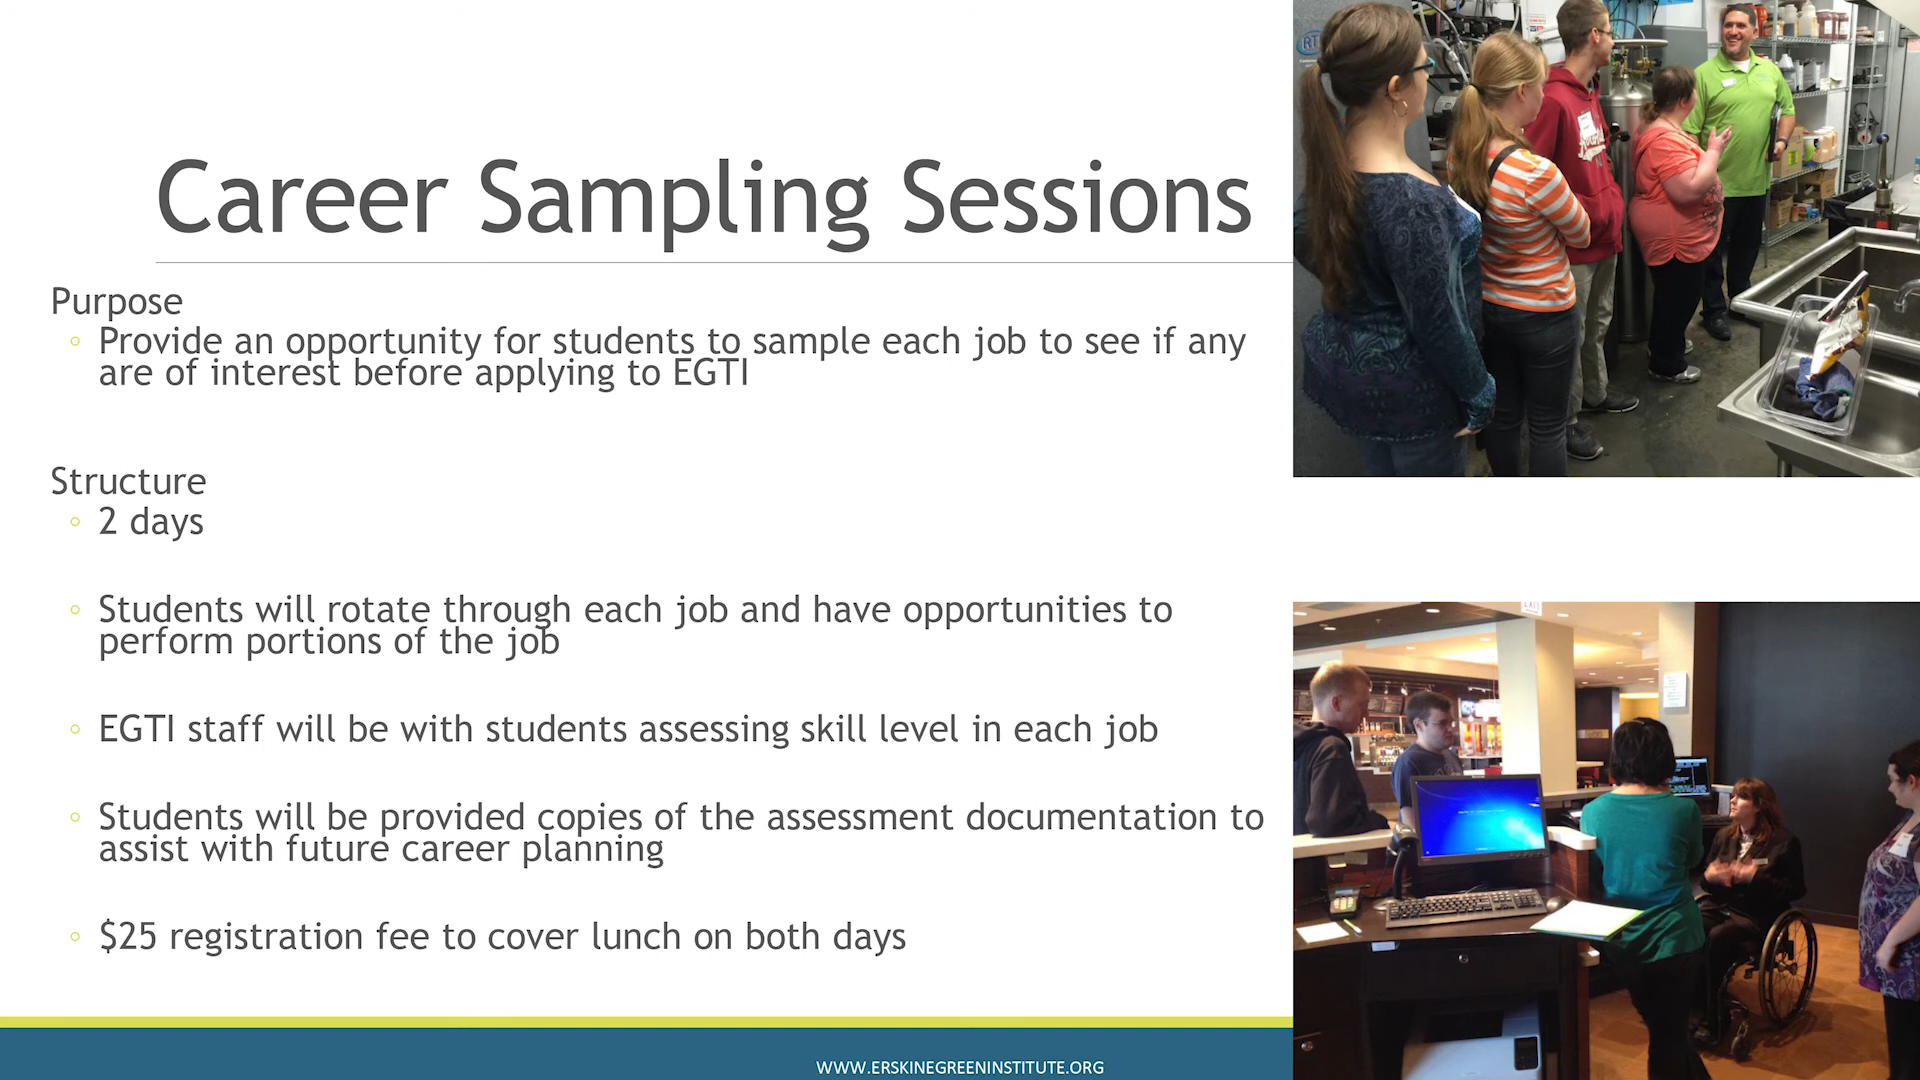 Career Sampling Sessions
Purpose
◦ Provide an opportunity for students to sample each job to see if any
are of interest before applying to EGTI
Structure
◦ 2 days
◦ Students will rotate through each job and have opportunities to
perform portions of the job
◦ EGTI staff will be with students assessing skill level in each job
◦ Students will be provided copies of the assessment documentation to
assist with future career planning
◦ $25 registration fee to cover lunch on both days
WWW.ERSKINEGREENINSTITUTE.ORG